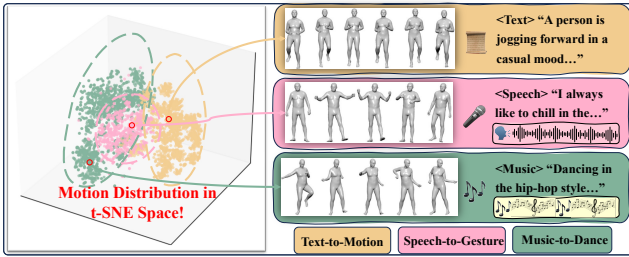 Motion Distribution in
t-SNE Space!
<Text> “A person is
jogging forward in a
casual mood…”
<Speech> “I always
like to chill in the…”
<Music> “Dancing in
the hip-hop style…”
Text-to-Motion
Speech-to-Gesture
Music-to-Dance